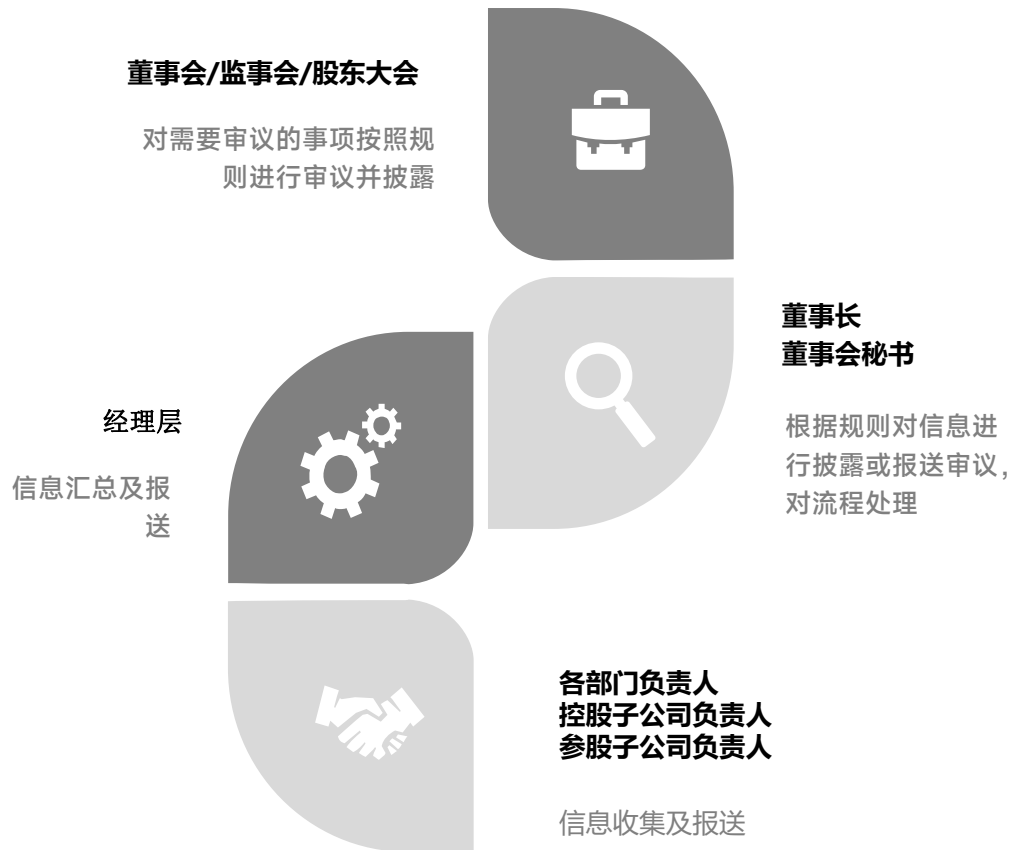 董事会/监事会/股东大会
对需要审议的事项按照规
则进行审议并披露
董事长
董事会秘书
根据规则对信息进
行披露或报送审议，
对流程处理
经理层
信息汇总及报
送
各部门负责人
控股子公司负责人
参股子公司负责人
信息收集及报送